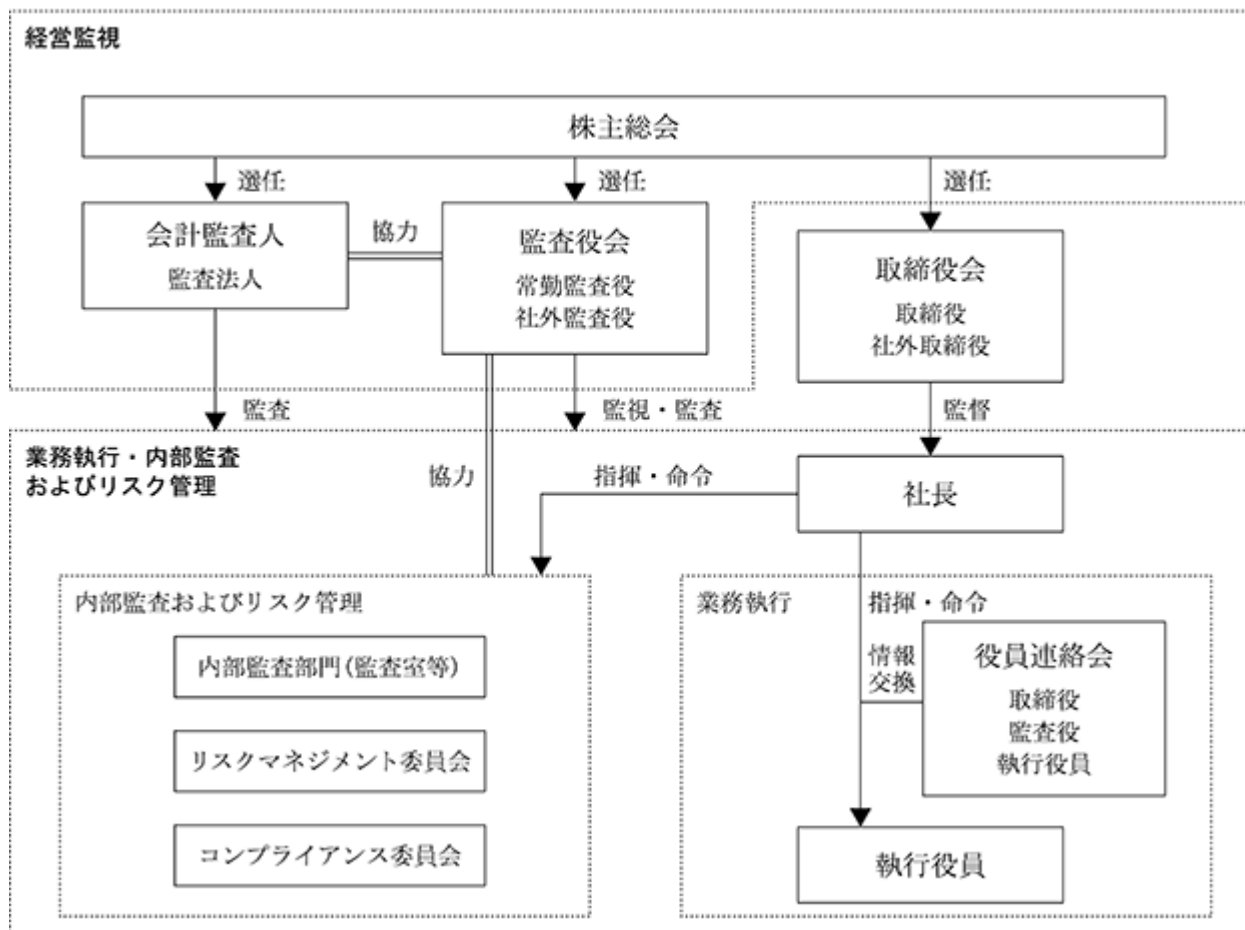 経営監視
株主総会
選任
選任
選任
会計監査人
監査法人
協力
監査役会
常勤監査役
社外監査役
取締役会
取締役
社外取締役
監査
監視・監査
監督
業務執行・内部監査
およびリスク管理
協力
指揮・命令
社長
内部監査およびリスク管理
内部監査部門(監査室等)
リスクマネジメント委員会
コンプライアンス委員会
業務執行
指揮・命令
情報
交換
役員連絡会
取締役
監査役
執行役員
執行役員